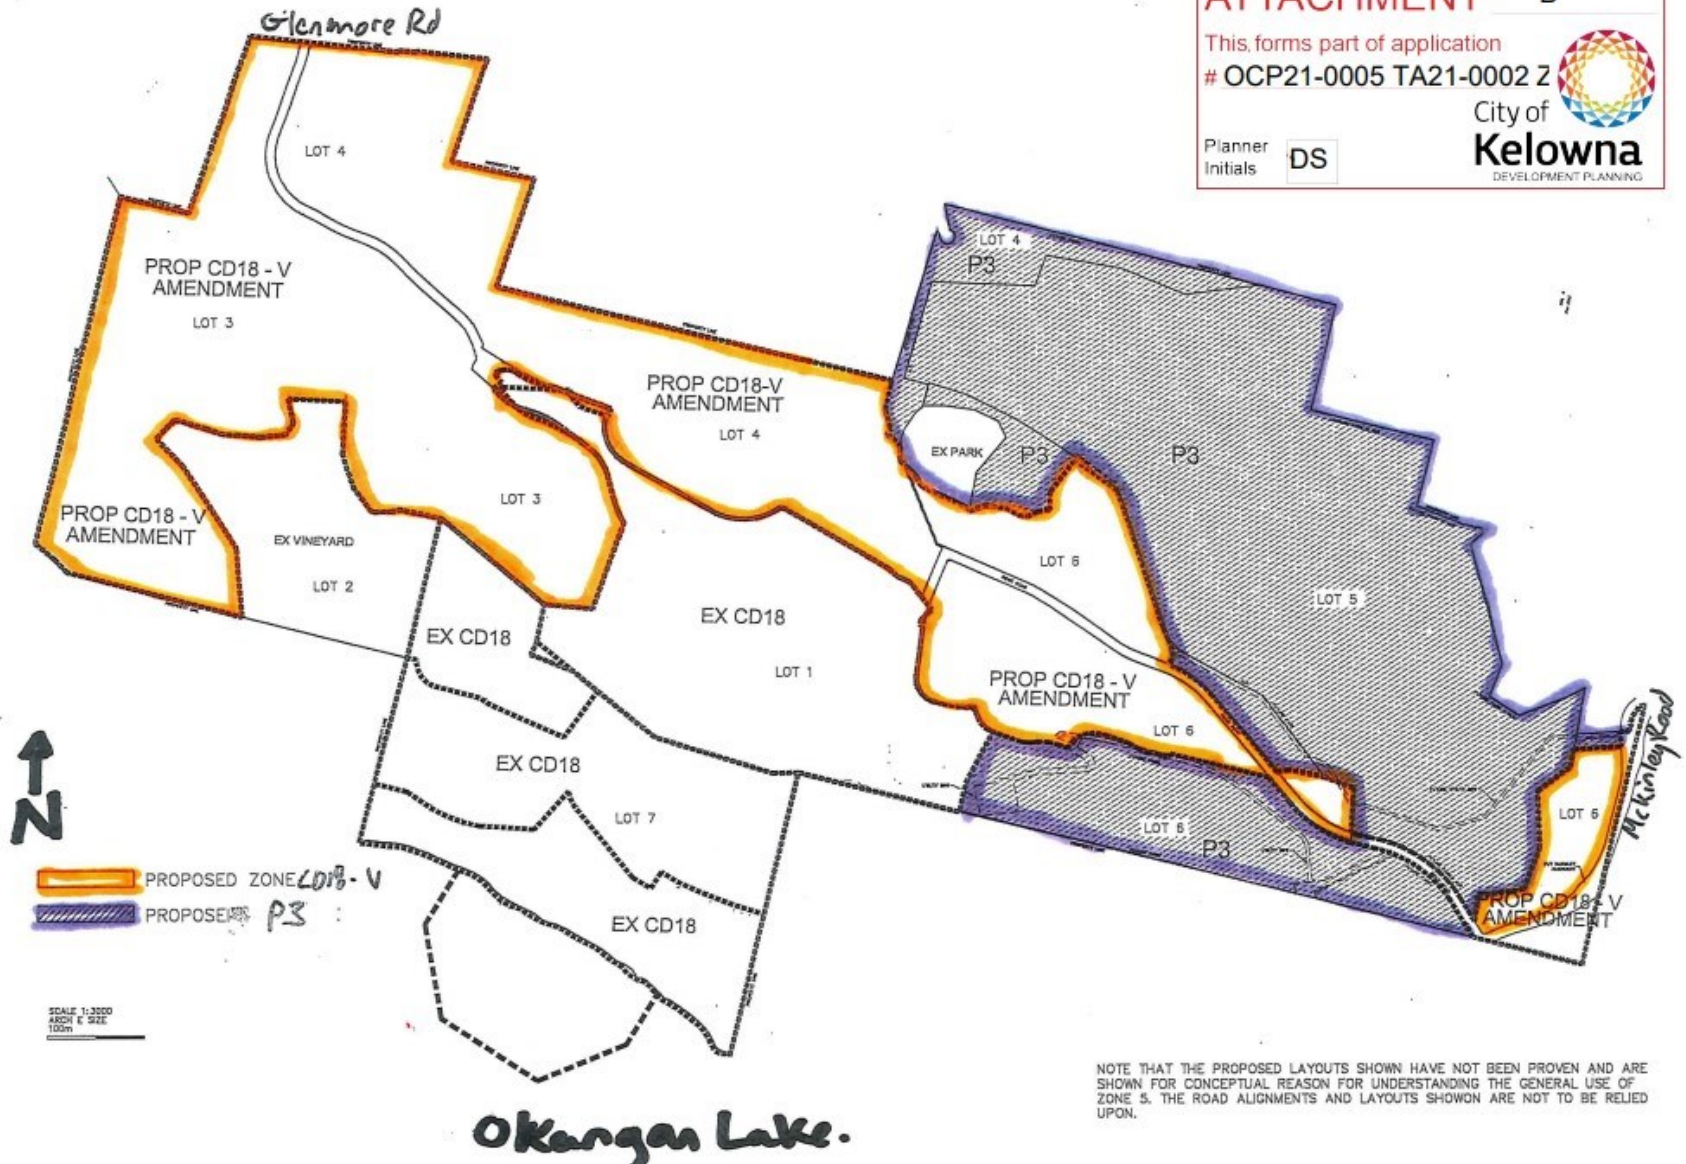 Glenmore Rd
ATTACHMENT
This forms part of application
# OCP21-0005 TA21-0002 Z
City of
Kelowna
DEVELOPMENT PLANNING
Planner
Initials
DS
LOT 4
PROP CD18 - V
AMENDMENT
LOT 3
PROP CD18-V
AMENDMENT
LOT 4
LOT 4
P3
EX PARK
P3
P3
LOT 3
PROP CD18 - V
AMENDMENT
EX VINEYARD
LOT 2
LOT 6
LOT 5
EX CD18
EX CD18
LOT 1
PROP CD18 - V
AMENDMENT
LOT 6
McKinley Road
N
EX CD18
LOT 7
LOT 6
P3
LOT 6
PROP CD18 - V
AMENDMENT
PROPOSED ZONE CD18 - V
PROPOSED P3 :
EX CD18
SCALE 1:3000
ARCH E SIZE
100m
NOTE THAT THE PROPOSED LAYOUTS SHOWN HAVE NOT BEEN PROVEN AND ARE
SHOWN FOR CONCEPTUAL REASON FOR UNDERSTANDING THE GENERAL USE OF
ZONE 5. THE ROAD ALIGNMENTS AND LAYOUTS SHOWON ARE NOT TO BE RELIED
UPON.
Okangan Lake.